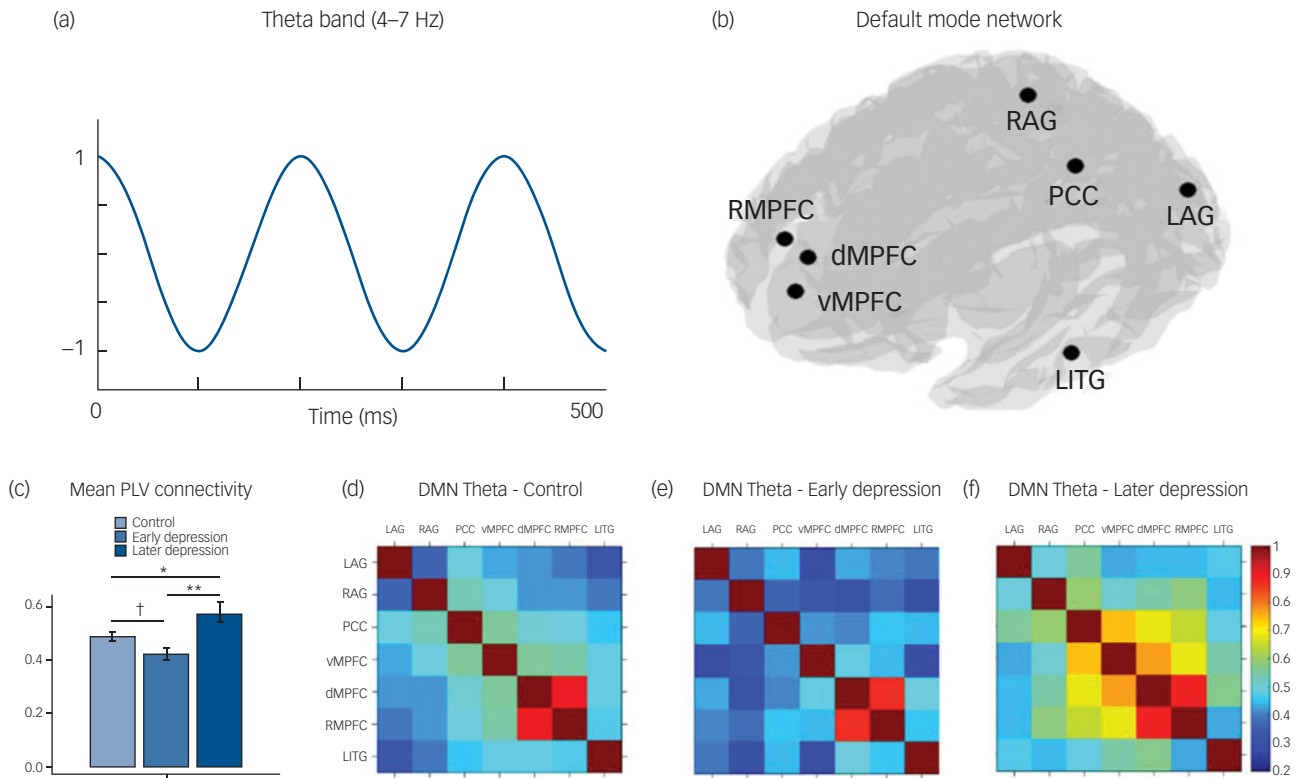 (a) Theta band (4–7 Hz)
1
–1
0 500
Time (ms)
(b) Default mode network
RAG
PCC
LAG
RMPFC
dMPFC
vMPFC
LITG
(c) Mean PLV connectivity
Control
Early depression
Later depression
*
**
†
0.6
0.4
0.2
0.0
(d) DMN Theta - Control
LAG RAG PCC vMPFC dMPFC RMPFC LITG
LAG
RAG
PCC
vMPFC
dMPFC
RMPFC
LITG
(e) DMN Theta - Early depression
LAG RAG PCC vMPFC dMPFC RMPFC LITG
(f) DMN Theta - Later depression
LAG RAG PCC vMPFC dMPFC RMPFC LITG
1
0.9
0.8
0.7
0.6
0.5
0.4
0.3
0.2